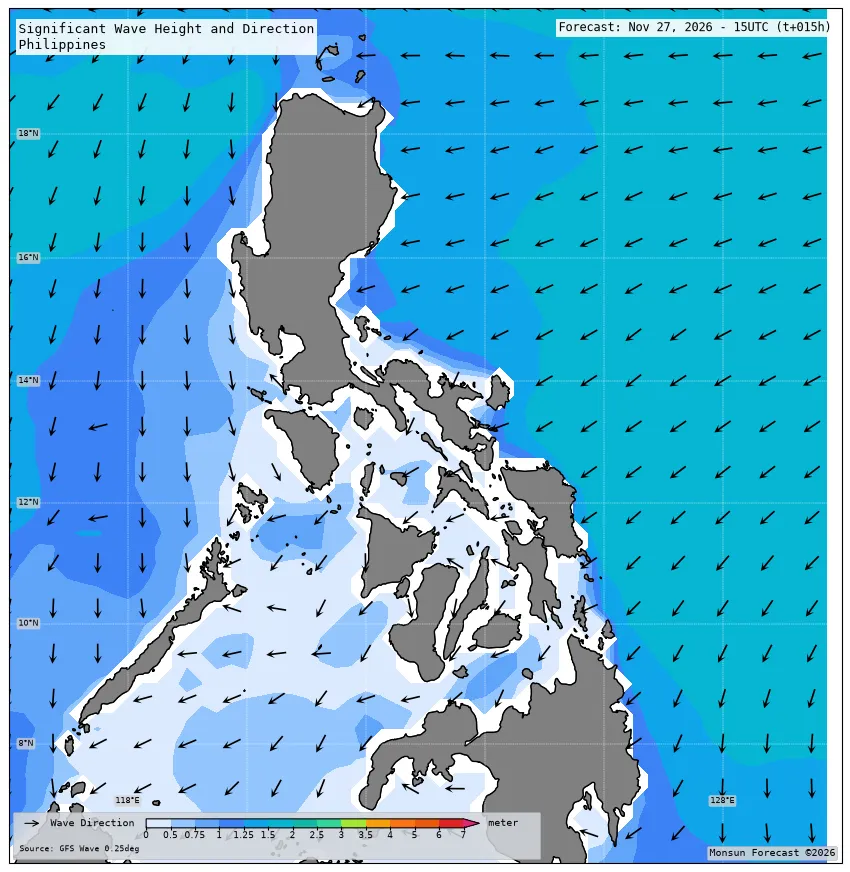 Significant Wave Height and Direction
Philippines
Forecast: Nov 27, 2026 - 15UTC (t+015h)
18°N
16°N
14°N
12°N
10°N
8°N
118°E
128°E
Wave Direction
0 0.5 0.75 1 1.25 1.5 2 2.5 3 3.5 4 5 6 7
meter
Source: GFS Wave 0.25deg
Monsun Forecast ©2026